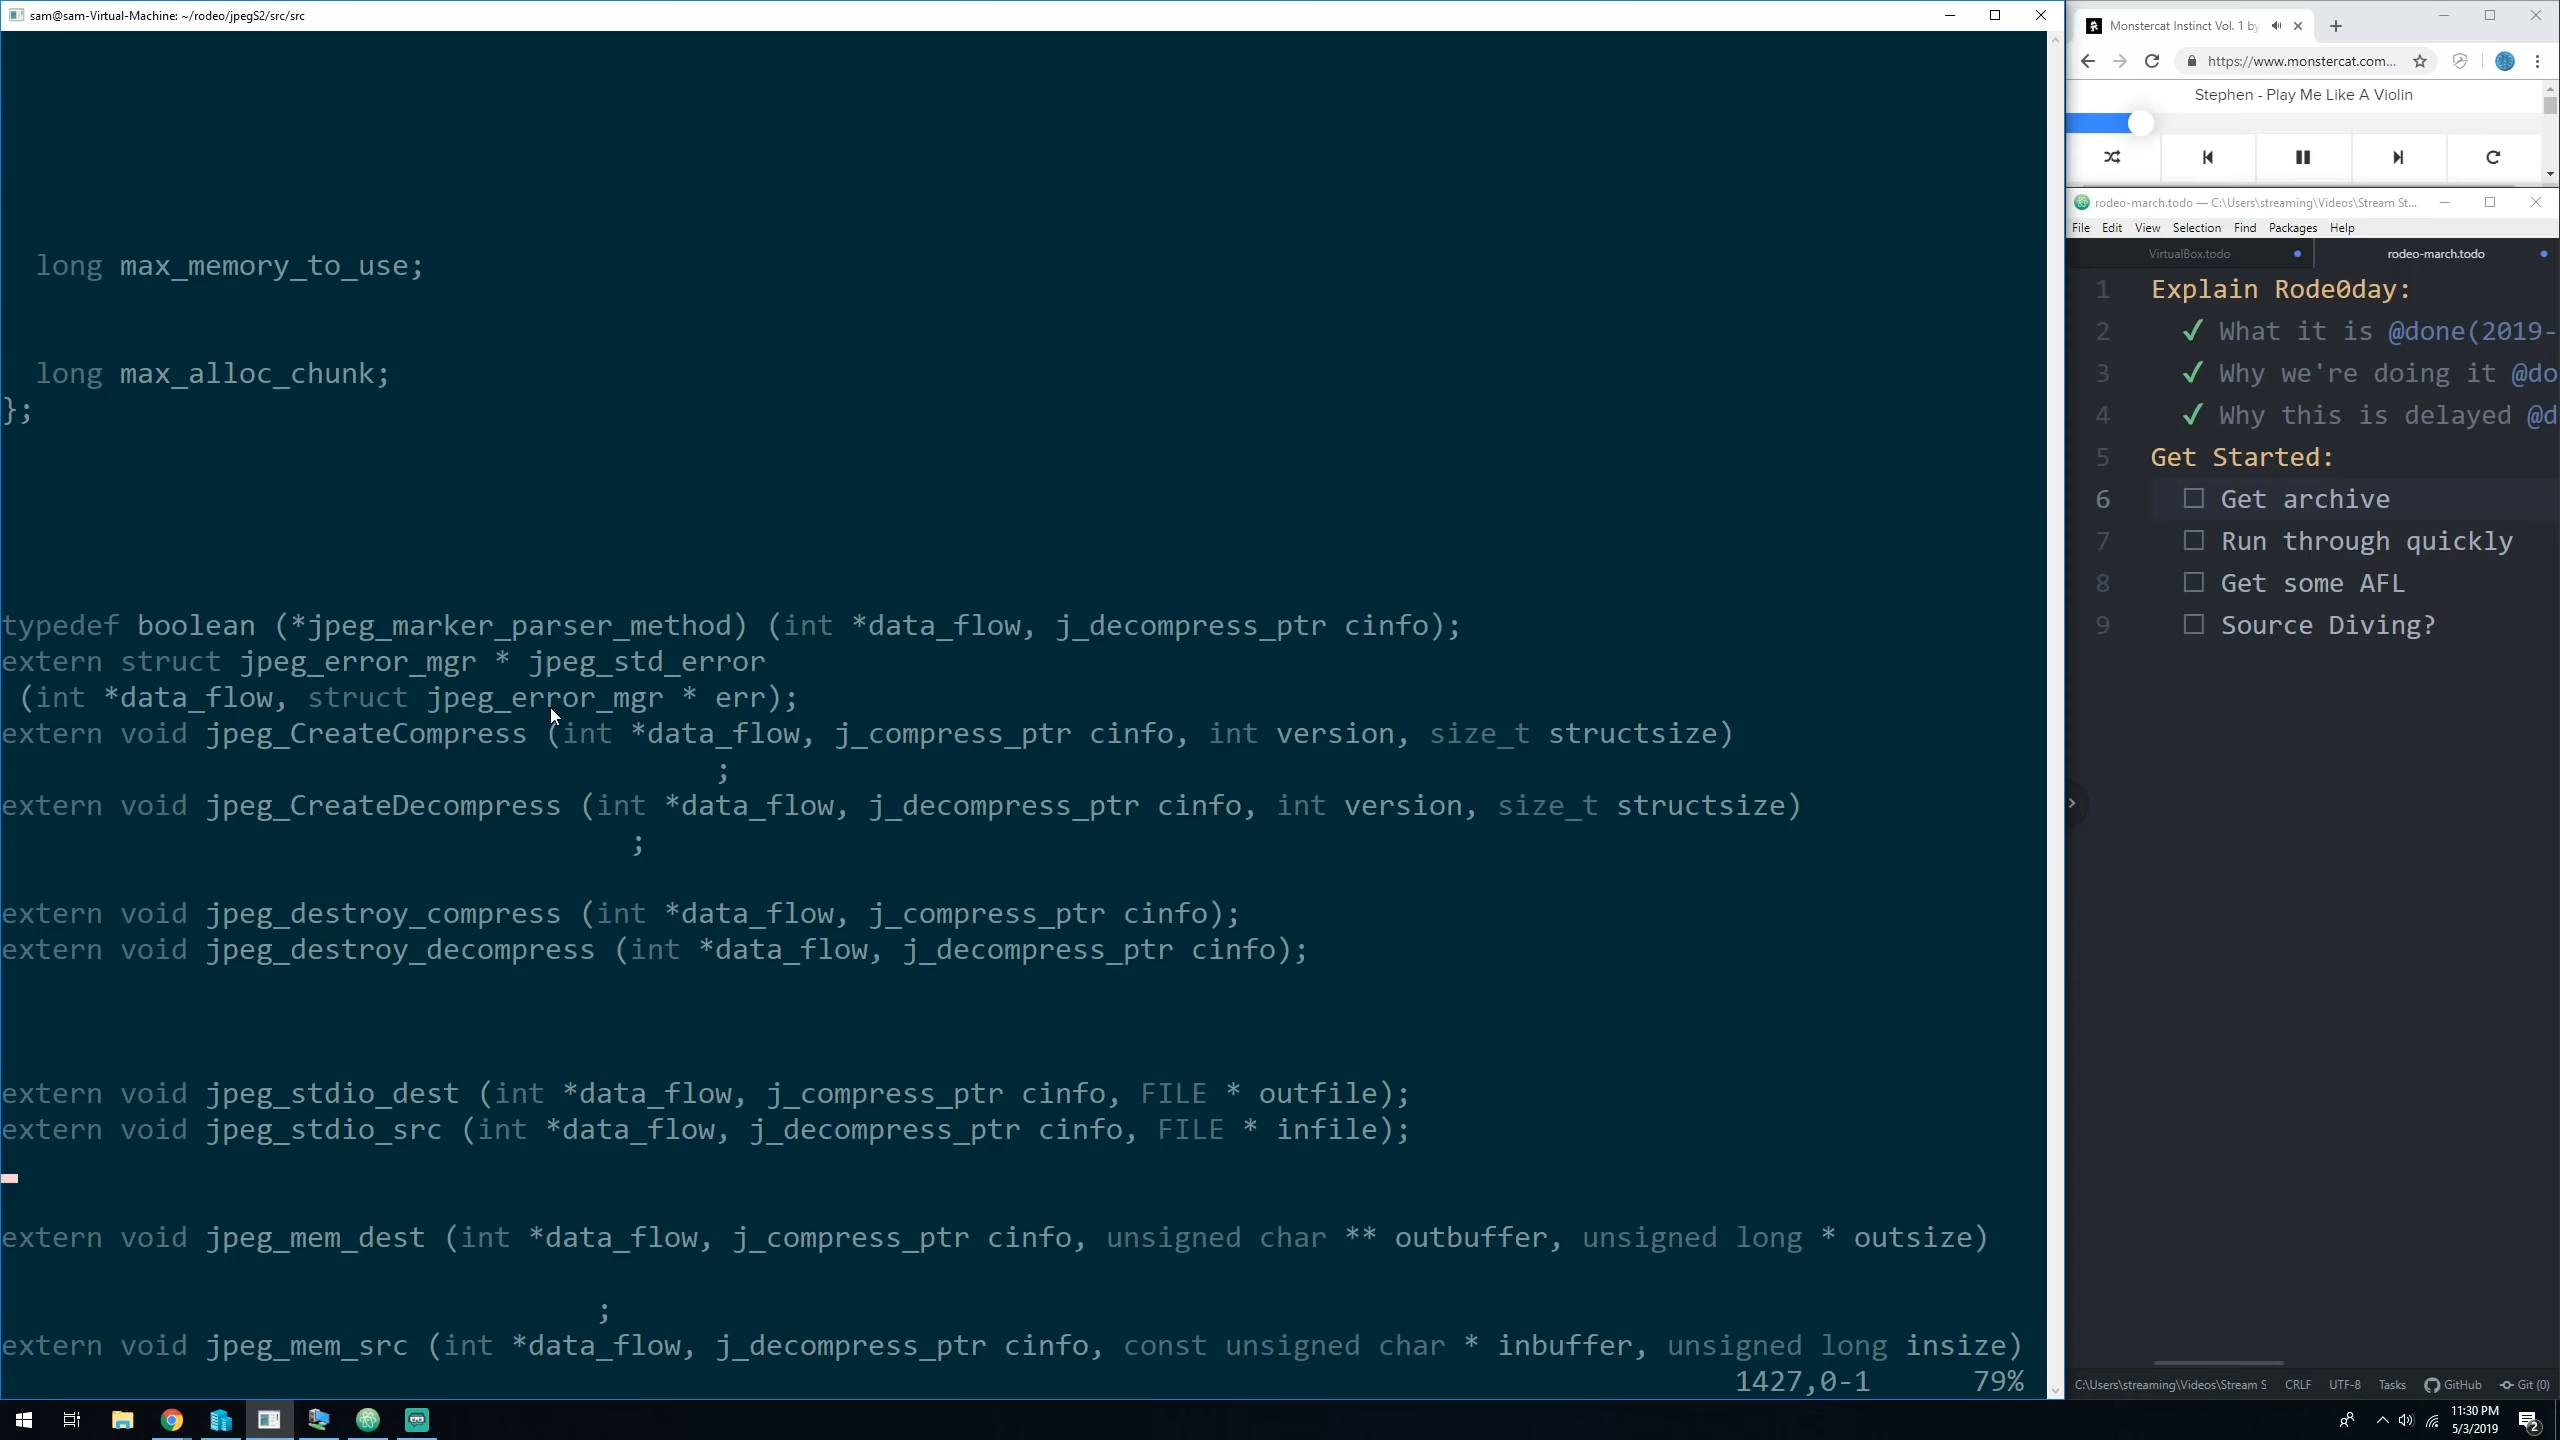 sam@sam-Virtual-Machine: ~/rodeo/jpegS2/src/src
long max_memory_to_use;
long max_alloc_chunk;
};
typedef boolean (*jpeg_marker_parser_method) (int *data_flow, j_decompress_ptr cinfo);
extern struct jpeg_error_mgr * jpeg_std_error
(int *data_flow, struct jpeg_error_mgr * err);
extern void jpeg_CreateCompress (int *data_flow, j_compress_ptr cinfo, int version, size_t structsize)
;
extern void jpeg_CreateDecompress (int *data_flow, j_decompress_ptr cinfo, int version, size_t structsize)
;
extern void jpeg_destroy_compress (int *data_flow, j_compress_ptr cinfo);
extern void jpeg_destroy_decompress (int *data_flow, j_decompress_ptr cinfo);
extern void jpeg_stdio_dest (int *data_flow, j_compress_ptr cinfo, FILE * outfile);
extern void jpeg_stdio_src (int *data_flow, j_decompress_ptr cinfo, FILE * infile);
extern void jpeg_mem_dest (int *data_flow, j_compress_ptr cinfo, unsigned char ** outbuffer, unsigned long * outsize)
;
extern void jpeg_mem_src (int *data_flow, j_decompress_ptr cinfo, const unsigned char * inbuffer, unsigned long insize)
1427,0-1 79%
Monstercat Instinct Vol. 1 by
https://www.monstercat.com...
Stephen - Play Me Like A Violin
rodeo-march.todo — C:\Users\streaming\Videos\Stream St...
File Edit View Selection Find Packages Help
VirtualBox.todo rodeo-march.todo
1 Explain Rode0day:
2 ✓ What it is @done(2019-
3 ✓ Why we're doing it @do
4 ✓ Why this is delayed @d
5 Get Started:
6 ☐ Get archive
7 ☐ Run through quickly
8 ☐ Get some AFL
9 ☐ Source Diving?
C:\Users\streaming\Videos\Stream S CRLF UTF-8 Tasks GitHub Git (0)
11:30 PM
5/3/2019
2